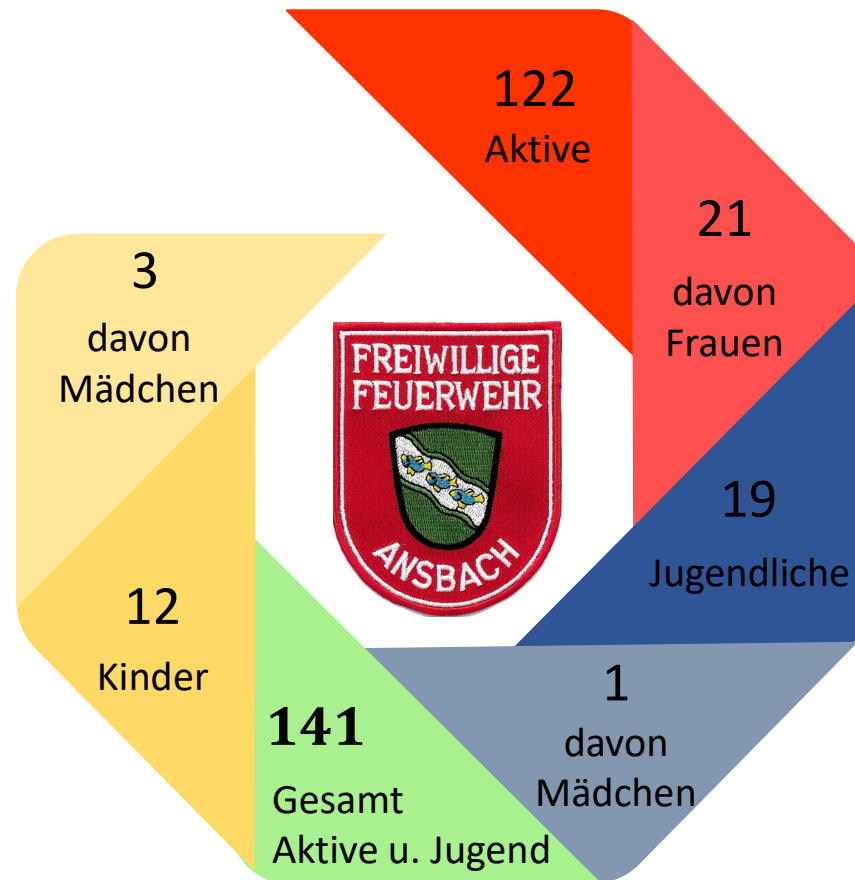 122
Aktive
21
davon
Frauen
19
Jugendliche
1
davon
Mädchen
141
Gesamt
Aktive u. Jugend
12
Kinder
3
davon
Mädchen
FREIWILLIGE
FEUERWEHR
ANSBACH